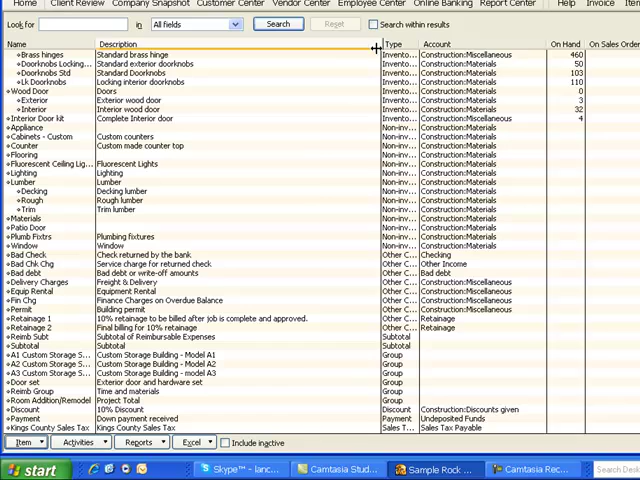 Home Client Review Company Snapshot Customer Center Vendor Center Employee Center Online Banking Report Center Help Invoice Item
Look for in All fields Search Reset Search within results
Name Description Type Account On Hand On Sales Order
Brass hinges Standard brass hinge Invento... Construction:Miscellaneous 460
Doorknobs Locking... Standard exterior doorknobs Invento... Construction:Materials 50
Doorknobs Std Standard Doorknobs Invento... Construction:Materials 103
Lk Doorknobs Locking interior doorknobs Invento... Construction:Materials 110
Wood Door Doors Invento... Construction:Materials 0
Exterior Exterior wood door Invento... Construction:Materials 3
Interior Interior wood door Invento... Construction:Materials 32
Interior Door kit Complete Interior door Invento... Construction:Materials 4
Appliance Non-inv... Construction:Materials
Cabinets - Custom Custom counters Non-inv... Construction:Materials
Counter Custom made counter top Non-inv... Construction:Materials
Flooring Non-inv... Construction:Materials
Fluorescent Ceiling Lig... Fluorescent Lights Non-inv... Construction:Materials
Lighting Lighting Non-inv... Construction:Materials
Lumber Lumber Non-inv... Construction:Materials
Decking Decking lumber Non-inv... Construction:Materials
Rough Rough lumber Non-inv... Construction:Materials
Trim Trim lumber Non-inv... Construction:Materials
Materials Non-inv... Construction:Materials
Patio Door Non-inv... Construction:Materials
Plumb Fixtrs Plumbing fixtures Non-inv... Construction:Materials
Window Window Non-inv... Construction:Materials
Bad Check Check returned by the bank Other C... Checking
Bad Chk Chg Service charge for returned check Other C... Other Income
Bad debt Bad debt or write-off amounts Other C... Bad debt
Delivery Charges Freight & Delivery Other C... Construction:Miscellaneous
Equip Rental Equipment Rental Other C... Construction:Miscellaneous
Fin Chg Finance Charges on Overdue Balance Other C... Construction:Miscellaneous
Permit Building permit Other C... Construction:Miscellaneous
Retainage 1 10% retainage to be billed after job is complete and approved. Other C... Retainage
Retainage 2 Final billing for 10% retainage Other C... Retainage
Reimb Subt Subtotal of Reimbursable Expenses Subtotal
Subtotal Subtotal Subtotal
A1 Custom Storage S... Custom Storage Building - Model A1 Group
A2 Custom Storage S... Custom Storage Building - Model A2 Group
A3 Custom Storage S... Custom Storage Building - model A3 Group
Door set Exterior door and hardware set Group
Reimb Group Time and materials Group
Room Addition/Remodel Project Total Group
Discount 10% Discount Discount Construction:Discounts given
Payment Down payment received Payment Undeposited Funds
Kings County Sales Tax Kings County Sales Tax Sales T... Sales Tax Payable
Item Activities Reports Excel Include inactive
start Skype™ - lanc... Camtasia Stud... Sample Rock ... Camtasia Rec... Search Desk